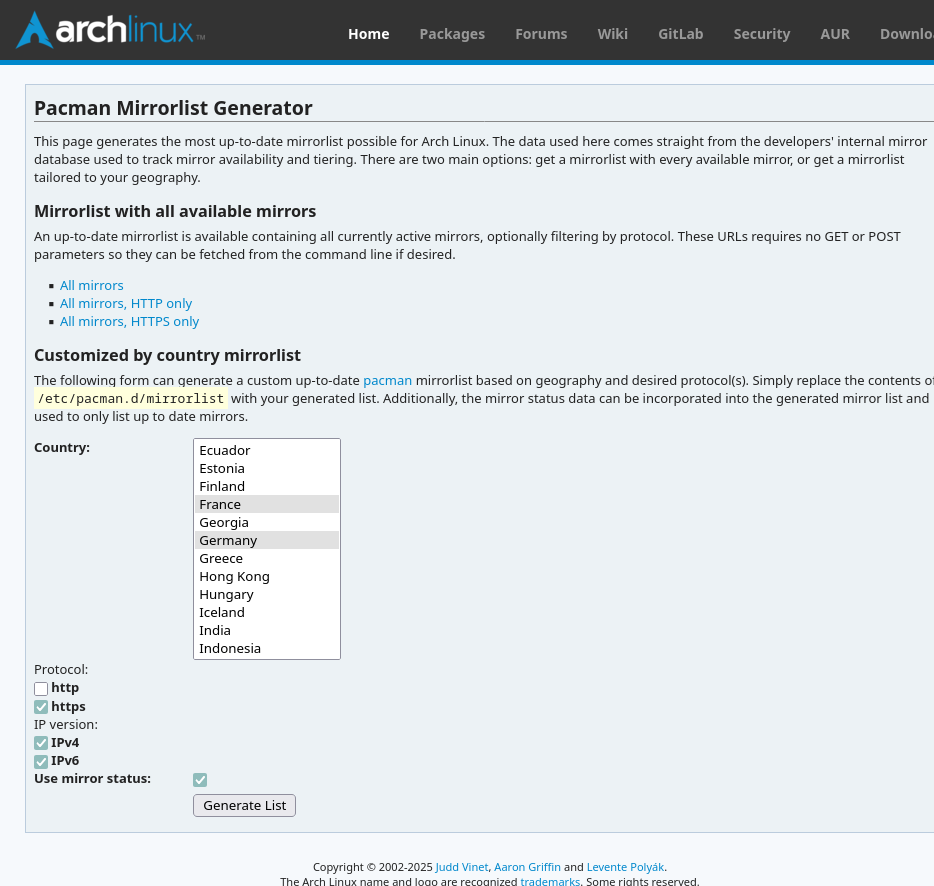 archlinux™
Home Packages Forums Wiki GitLab Security AUR Downlo
Pacman Mirrorlist Generator
This page generates the most up-to-date mirrorlist possible for Arch Linux. The data used here comes straight from the developers' internal mirror
database used to track mirror availability and tiering. There are two main options: get a mirrorlist with every available mirror, or get a mirrorlist
tailored to your geography.
Mirrorlist with all available mirrors
An up-to-date mirrorlist is available containing all currently active mirrors, optionally filtering by protocol. These URLs requires no GET or POST
parameters so they can be fetched from the command line if desired.
All mirrors
All mirrors, HTTP only
All mirrors, HTTPS only
Customized by country mirrorlist
The following form can generate a custom up-to-date pacman mirrorlist based on geography and desired protocol(s). Simply replace the contents of
/etc/pacman.d/mirrorlist with your generated list. Additionally, the mirror status data can be incorporated into the generated mirror list and
used to only list up to date mirrors.
Country:
Ecuador
Estonia
Finland
France
Georgia
Germany
Greece
Hong Kong
Hungary
Iceland
India
Indonesia
Protocol:
http
https
IP version:
IPv4
IPv6
Use mirror status:
Generate List
Copyright © 2002-2025 Judd Vinet, Aaron Griffin and Levente Polyák.
The Arch Linux name and logo are recognized trademarks. Some rights reserved.